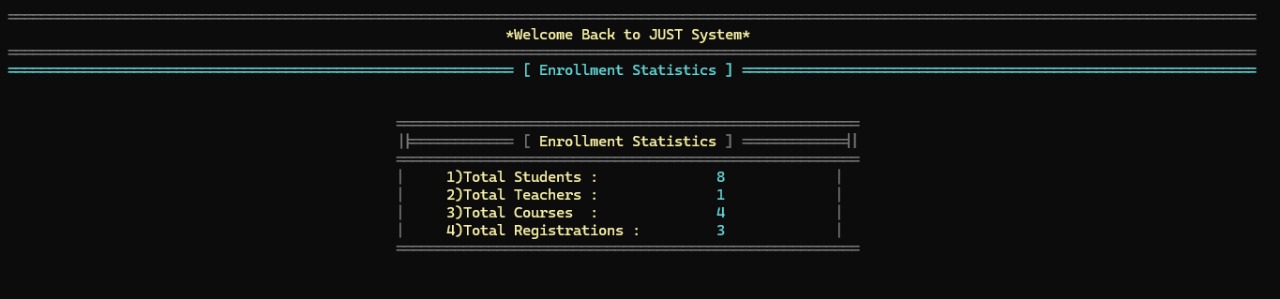 *Welcome Back to JUST System*
[ Enrollment Statistics ]
[ Enrollment Statistics ]
1)Total Students : 8
2)Total Teachers : 1
3)Total Courses  : 4
4)Total Registrations : 3